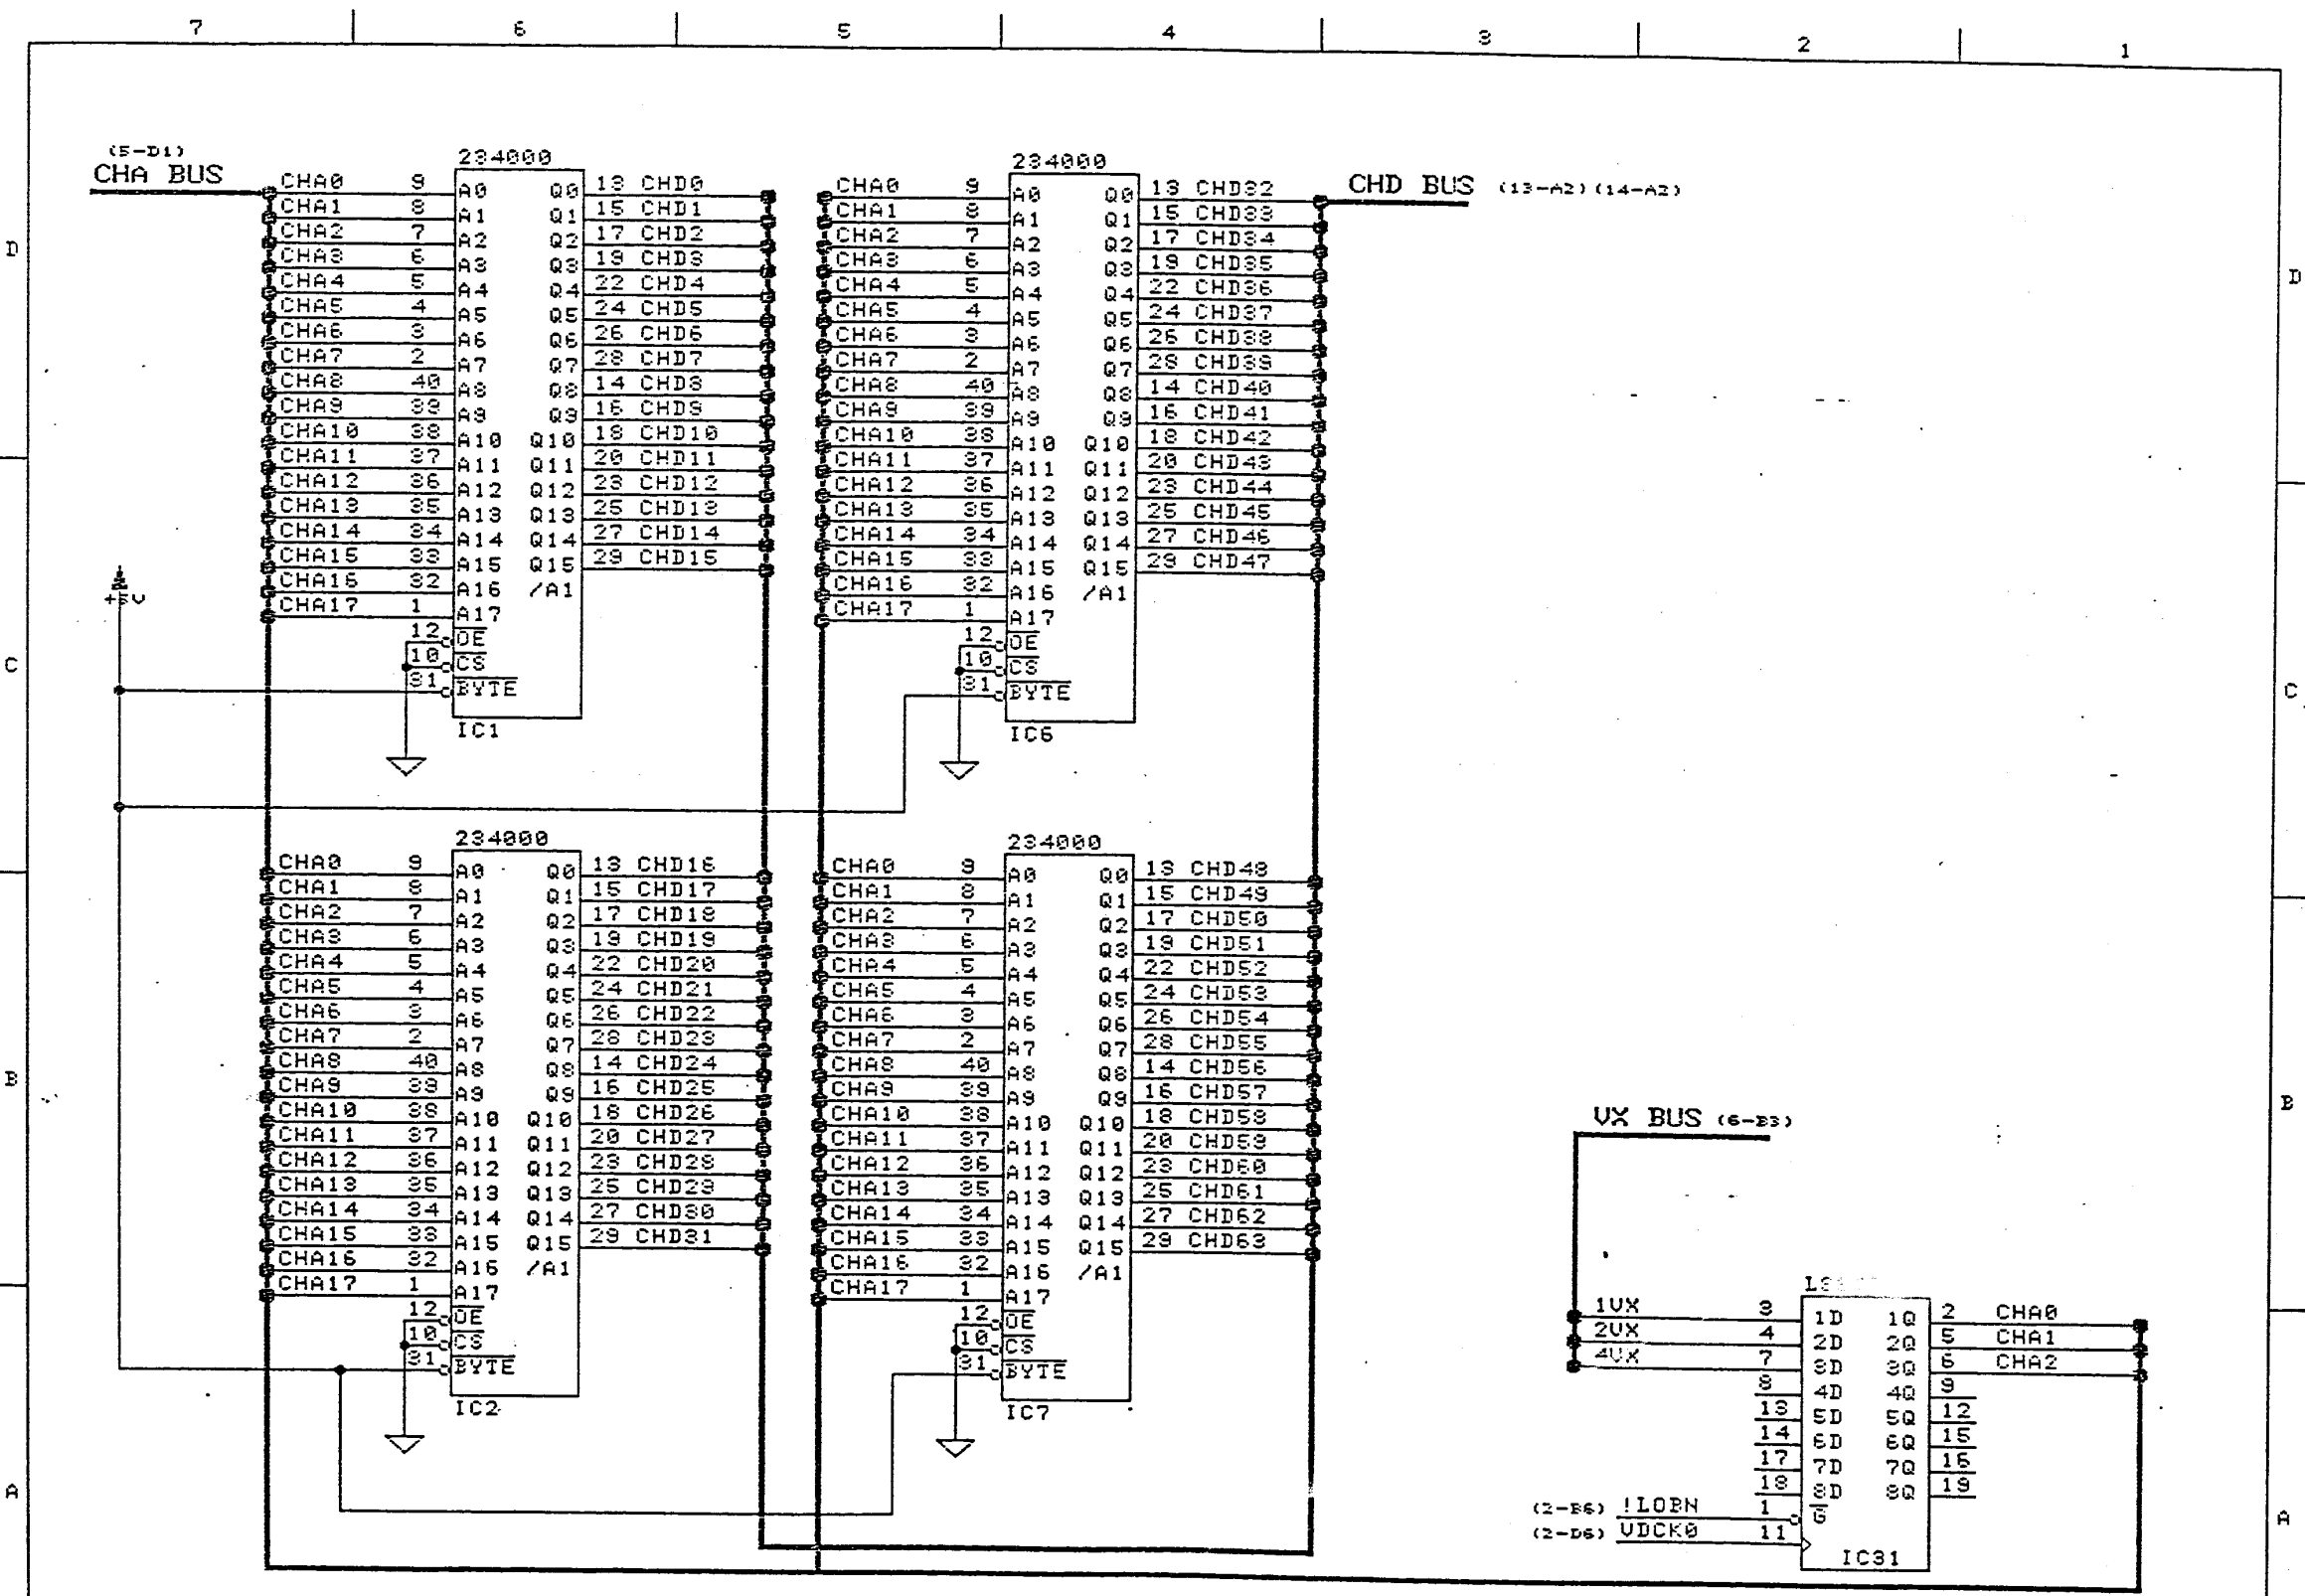 7 6 5 4 3 2 1
D
C
B
A
D
C
B
A
(5-D1)
CHA BUS
234000
CHA0 9 A0 Q0 13 CHD0
CHA1 8 A1 Q1 15 CHD1
CHA2 7 A2 Q2 17 CHD2
CHA3 6 A3 Q3 19 CHD3
CHA4 5 A4 Q4 22 CHD4
CHA5 4 A5 Q5 24 CHD5
CHA6 3 A6 Q6 26 CHD6
CHA7 2 A7 Q7 28 CHD7
CHA8 40 A8 Q8 14 CHD8
CHA9 39 A9 Q9 16 CHD9
CHA10 38 A10 Q10 18 CHD10
CHA11 37 A11 Q11 20 CHD11
CHA12 36 A12 Q12 23 CHD12
CHA13 35 A13 Q13 25 CHD13
CHA14 34 A14 Q14 27 CHD14
CHA15 33 A15 Q15 29 CHD15
CHA16 32 A16 /A1
CHA17 1 A17
12 OE
10 CS
31 BYTE
IC1
+5V
234000
CHA0 9 A0 Q0 13 CHD32
CHA1 8 A1 Q1 15 CHD33
CHA2 7 A2 Q2 17 CHD34
CHA3 6 A3 Q3 19 CHD35
CHA4 5 A4 Q4 22 CHD36
CHA5 4 A5 Q5 24 CHD37
CHA6 3 A6 Q6 26 CHD38
CHA7 2 A7 Q7 28 CHD39
CHA8 40 A8 Q8 14 CHD40
CHA9 39 A9 Q9 16 CHD41
CHA10 38 A10 Q10 18 CHD42
CHA11 37 A11 Q11 20 CHD43
CHA12 36 A12 Q12 23 CHD44
CHA13 35 A13 Q13 25 CHD45
CHA14 34 A14 Q14 27 CHD46
CHA15 33 A15 Q15 29 CHD47
CHA16 32 A16 /A1
CHA17 1 A17
12 OE
10 CS
31 BYTE
IC6
CHD BUS (13-A2)(14-A2)
234000
CHA0 9 A0 Q0 13 CHD16
CHA1 8 A1 Q1 15 CHD17
CHA2 7 A2 Q2 17 CHD18
CHA3 6 A3 Q3 19 CHD19
CHA4 5 A4 Q4 22 CHD20
CHA5 4 A5 Q5 24 CHD21
CHA6 3 A6 Q6 26 CHD22
CHA7 2 A7 Q7 28 CHD23
CHA8 40 A8 Q8 14 CHD24
CHA9 39 A9 Q9 16 CHD25
CHA10 38 A10 Q10 18 CHD26
CHA11 37 A11 Q11 20 CHD27
CHA12 36 A12 Q12 23 CHD28
CHA13 35 A13 Q13 25 CHD29
CHA14 34 A14 Q14 27 CHD30
CHA15 33 A15 Q15 29 CHD31
CHA16 32 A16 /A1
CHA17 1 A17
12 OE
10 CS
31 BYTE
IC2
234000
CHA0 9 A0 Q0 13 CHD48
CHA1 8 A1 Q1 15 CHD49
CHA2 7 A2 Q2 17 CHD50
CHA3 6 A3 Q3 19 CHD51
CHA4 5 A4 Q4 22 CHD52
CHA5 4 A5 Q5 24 CHD53
CHA6 3 A6 Q6 26 CHD54
CHA7 2 A7 Q7 28 CHD55
CHA8 40 A8 Q8 14 CHD56
CHA9 39 A9 Q9 16 CHD57
CHA10 38 A10 Q10 18 CHD58
CHA11 37 A11 Q11 20 CHD59
CHA12 36 A12 Q12 23 CHD60
CHA13 35 A13 Q13 25 CHD61
CHA14 34 A14 Q14 27 CHD62
CHA15 33 A15 Q15 29 CHD63
CHA16 32 A16 /A1
CHA17 1 A17
12 OE
10 CS
31 BYTE
IC7
VX BUS (6-B3)
1VX 3 1D 1Q 2 CHA0
2VX 4 2D 2Q 5 CHA1
4VX 7 3D 3Q 6 CHA2
8 4D 4Q 9
13 5D 5Q 12
14 6D 6Q 15
17 7D 7Q 16
18 8D 8Q 19
(2-B6) !LOBN 1 G
(2-D6) VDCK0 11
IC31